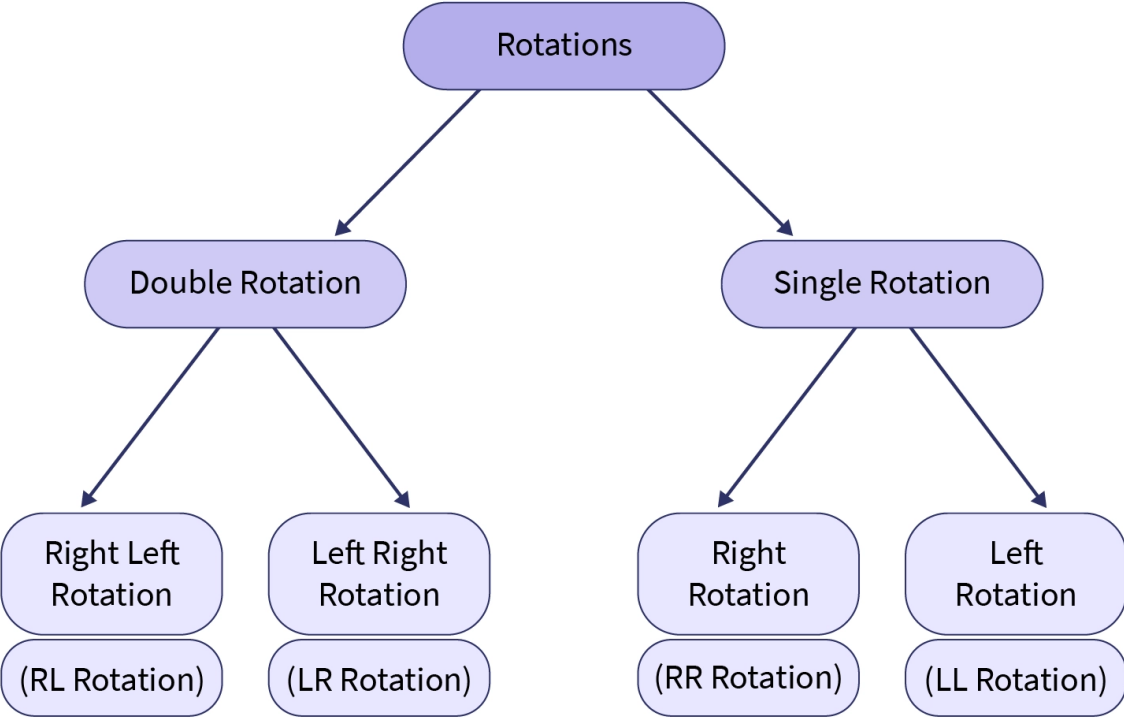 Rotations
Double Rotation
Single Rotation
Right Left
Rotation
(RL Rotation)
Left Right
Rotation
(LR Rotation)
Right
Rotation
(RR Rotation)
Left
Rotation
(LL Rotation)